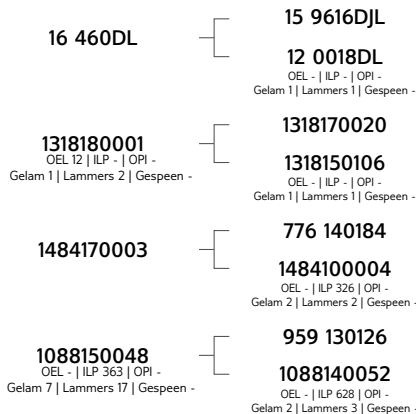 16 460DL
15 9616DJL
12 0018DL
OEL - | ILP - | OPI -
Gelam 1 | Lammers 1 | Gespeen -
1318180001
OEL 12 | ILP - | OPI -
Gelam 1 | Lammers 2 | Gespeen -
1318170020
1318150106
OEL - | ILP - | OPI -
Gelam 1 | Lammers 1 | Gespeen -
1484170003
776 140184
1484100004
OEL - | ILP 326 | OPI -
Gelam 2 | Lammers 2 | Gespeen -
1088150048
OEL - | ILP 363 | OPI -
Gelam 7 | Lammers 17 | Gespeen -
959 130126
1088140052
OEL - | ILP 628 | OPI -
Gelam 2 | Lammers 3 | Gespeen -